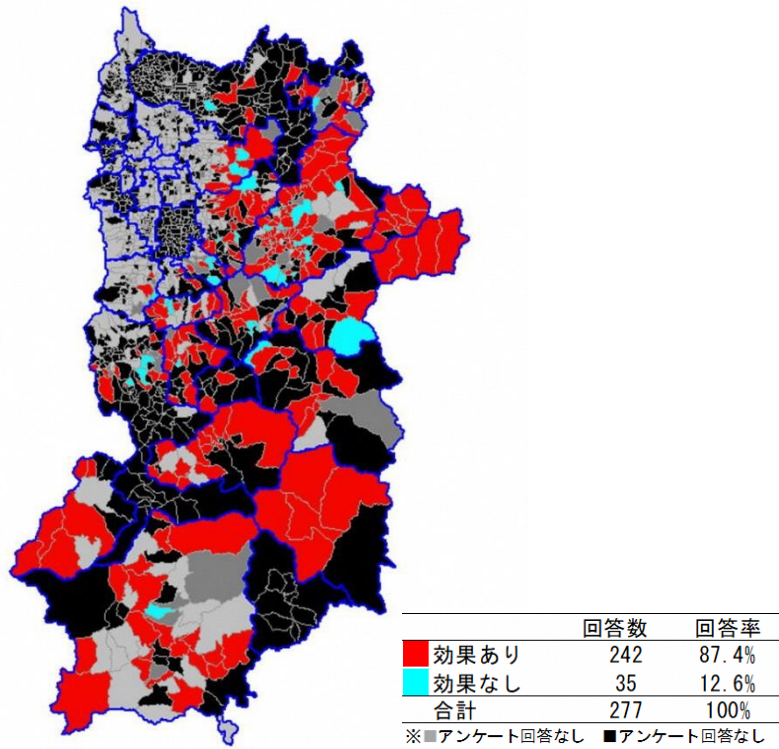 回答数 回答率
効果あり 242 87.4%
効果なし 35 12.6%
合計 277 100%
※■アンケート回答なし ■アンケート回答なし